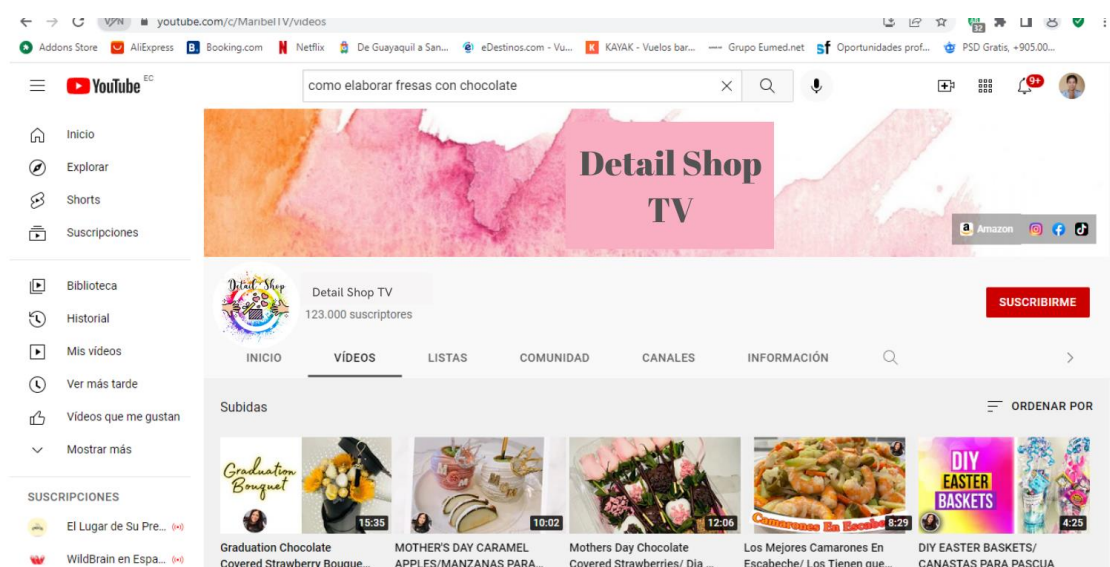 VPN youtube.com/c/MaribelTV/videos
32
Addons Store AliExpress Booking.com Netflix De Guayaquil a San... eDestinos.com - Vu... KAYAK - Vuelos bar... Grupo Eumed.net Oportunidades prof... PSD Gratis, +905.00...
YouTube EC
como elaborar fresas con chocolate
9+
Inicio
Explorar
Shorts
Suscripciones
Biblioteca
Historial
Mis vídeos
Ver más tarde
Vídeos que me gustan
Mostrar más
SUSCRIPCIONES
El Lugar de Su Pre...
WildBrain en Espa...
Detail Shop
TV
Amazon
Detail Shop
Detail Shop TV
123.000 suscriptores
SUSCRIBIRME
INICIO VÍDEOS LISTAS COMUNIDAD CANALES INFORMACIÓN
Subidas
ORDENAR POR
Graduation
Bouquet
15:35
10:02
12:06
Camarones En Escabe
8:29
DIY
EASTER
BASKETS
4:25
Graduation Chocolate
Covered Strawberry Bouque...
MOTHER'S DAY CARAMEL
APPLES/MANZANAS PARA...
Mothers Day Chocolate
Covered Strawberries/ Dia ...
Los Mejores Camarones En
Escabeche/ Los Tienen que...
DIY EASTER BASKETS/
CANASTAS PARA PASCUA